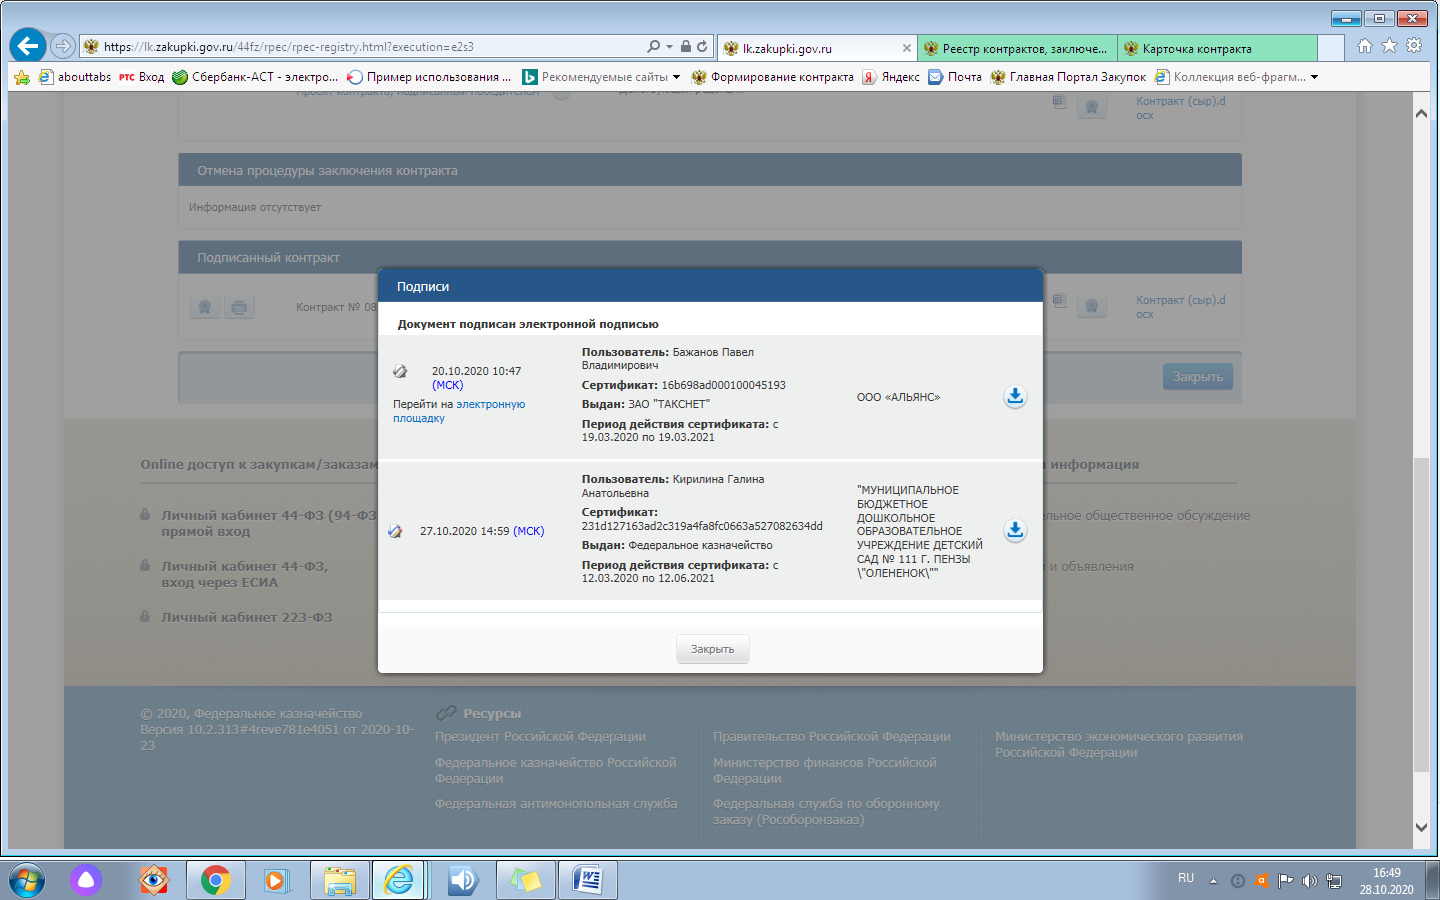 https://lk.zakupki.gov.ru/44fz/rpec/rpec-registry.html?execution=e2s3
lk.zakupki.gov.ru
Реестр контрактов, заключе...
Карточка контракта
abouttabs
РТС Вход
Сбербанк-АСТ - электро...
Пример использования ...
Рекомендуемые сайты
Формирование контракта
Яндекс
Почта
Главная Портал Закупок
Коллекция веб-фрагм...
Контракт (сыр).d
ocx
Отмена процедуры заключения контракта
Информация отсутствует
Подписанный контракт
Контракт № 08
Контракт (сыр).d
ocx
Закрыть
Подписи
Документ подписан электронной подписью
20.10.2020 10:47
(МСК)
Перейти на электронную
площадку
Пользователь: Бажанов Павел
Владимирович
Сертификат: 16b698ad000100045193
Выдан: ЗАО "ТАКСНЕТ"
Период действия сертификата: с
19.03.2020 по 19.03.2021
ООО «АЛЬЯНС»
27.10.2020 14:59 (МСК)
Пользователь: Кирилина Галина
Анатольевна
Сертификат:
231d127163ad2c319a4fa8fc0663a527082634dd
Выдан: Федеральное казначейство
Период действия сертификата: с
12.03.2020 по 12.06.2021
"МУНИЦИПАЛЬНОЕ
БЮДЖЕТНОЕ
ДОШКОЛЬНОЕ
ОБРАЗОВАТЕЛЬНОЕ
УЧРЕЖДЕНИЕ ДЕТСКИЙ
САД № 111 Г. ПЕНЗЫ
\"ОЛЕНЕНОК\""
Закрыть
Online доступ к закупкам/заказам
Личный кабинет 44-ФЗ (94-ФЗ
прямой вход
Личный кабинет 44-ФЗ,
вход через ЕСИА
Личный кабинет 223-ФЗ
информация
льное общественное обсуждение
и и объявления
© 2020, Федеральное казначейство
Версия 10.2.313#4reve781e4051 от 2020-10-
23
Ресурсы
Президент Российской Федерации
Федеральное казначейство Российской
Федерации
Федеральная антимонопольная служба
Правительство Российской Федерации
Министерство финансов Российской
Федерации
Федеральная служба по оборонному
заказу (Рособоронзаказ)
Министерство экономического развития
Российской Федерации
RU
16:49
28.10.2020